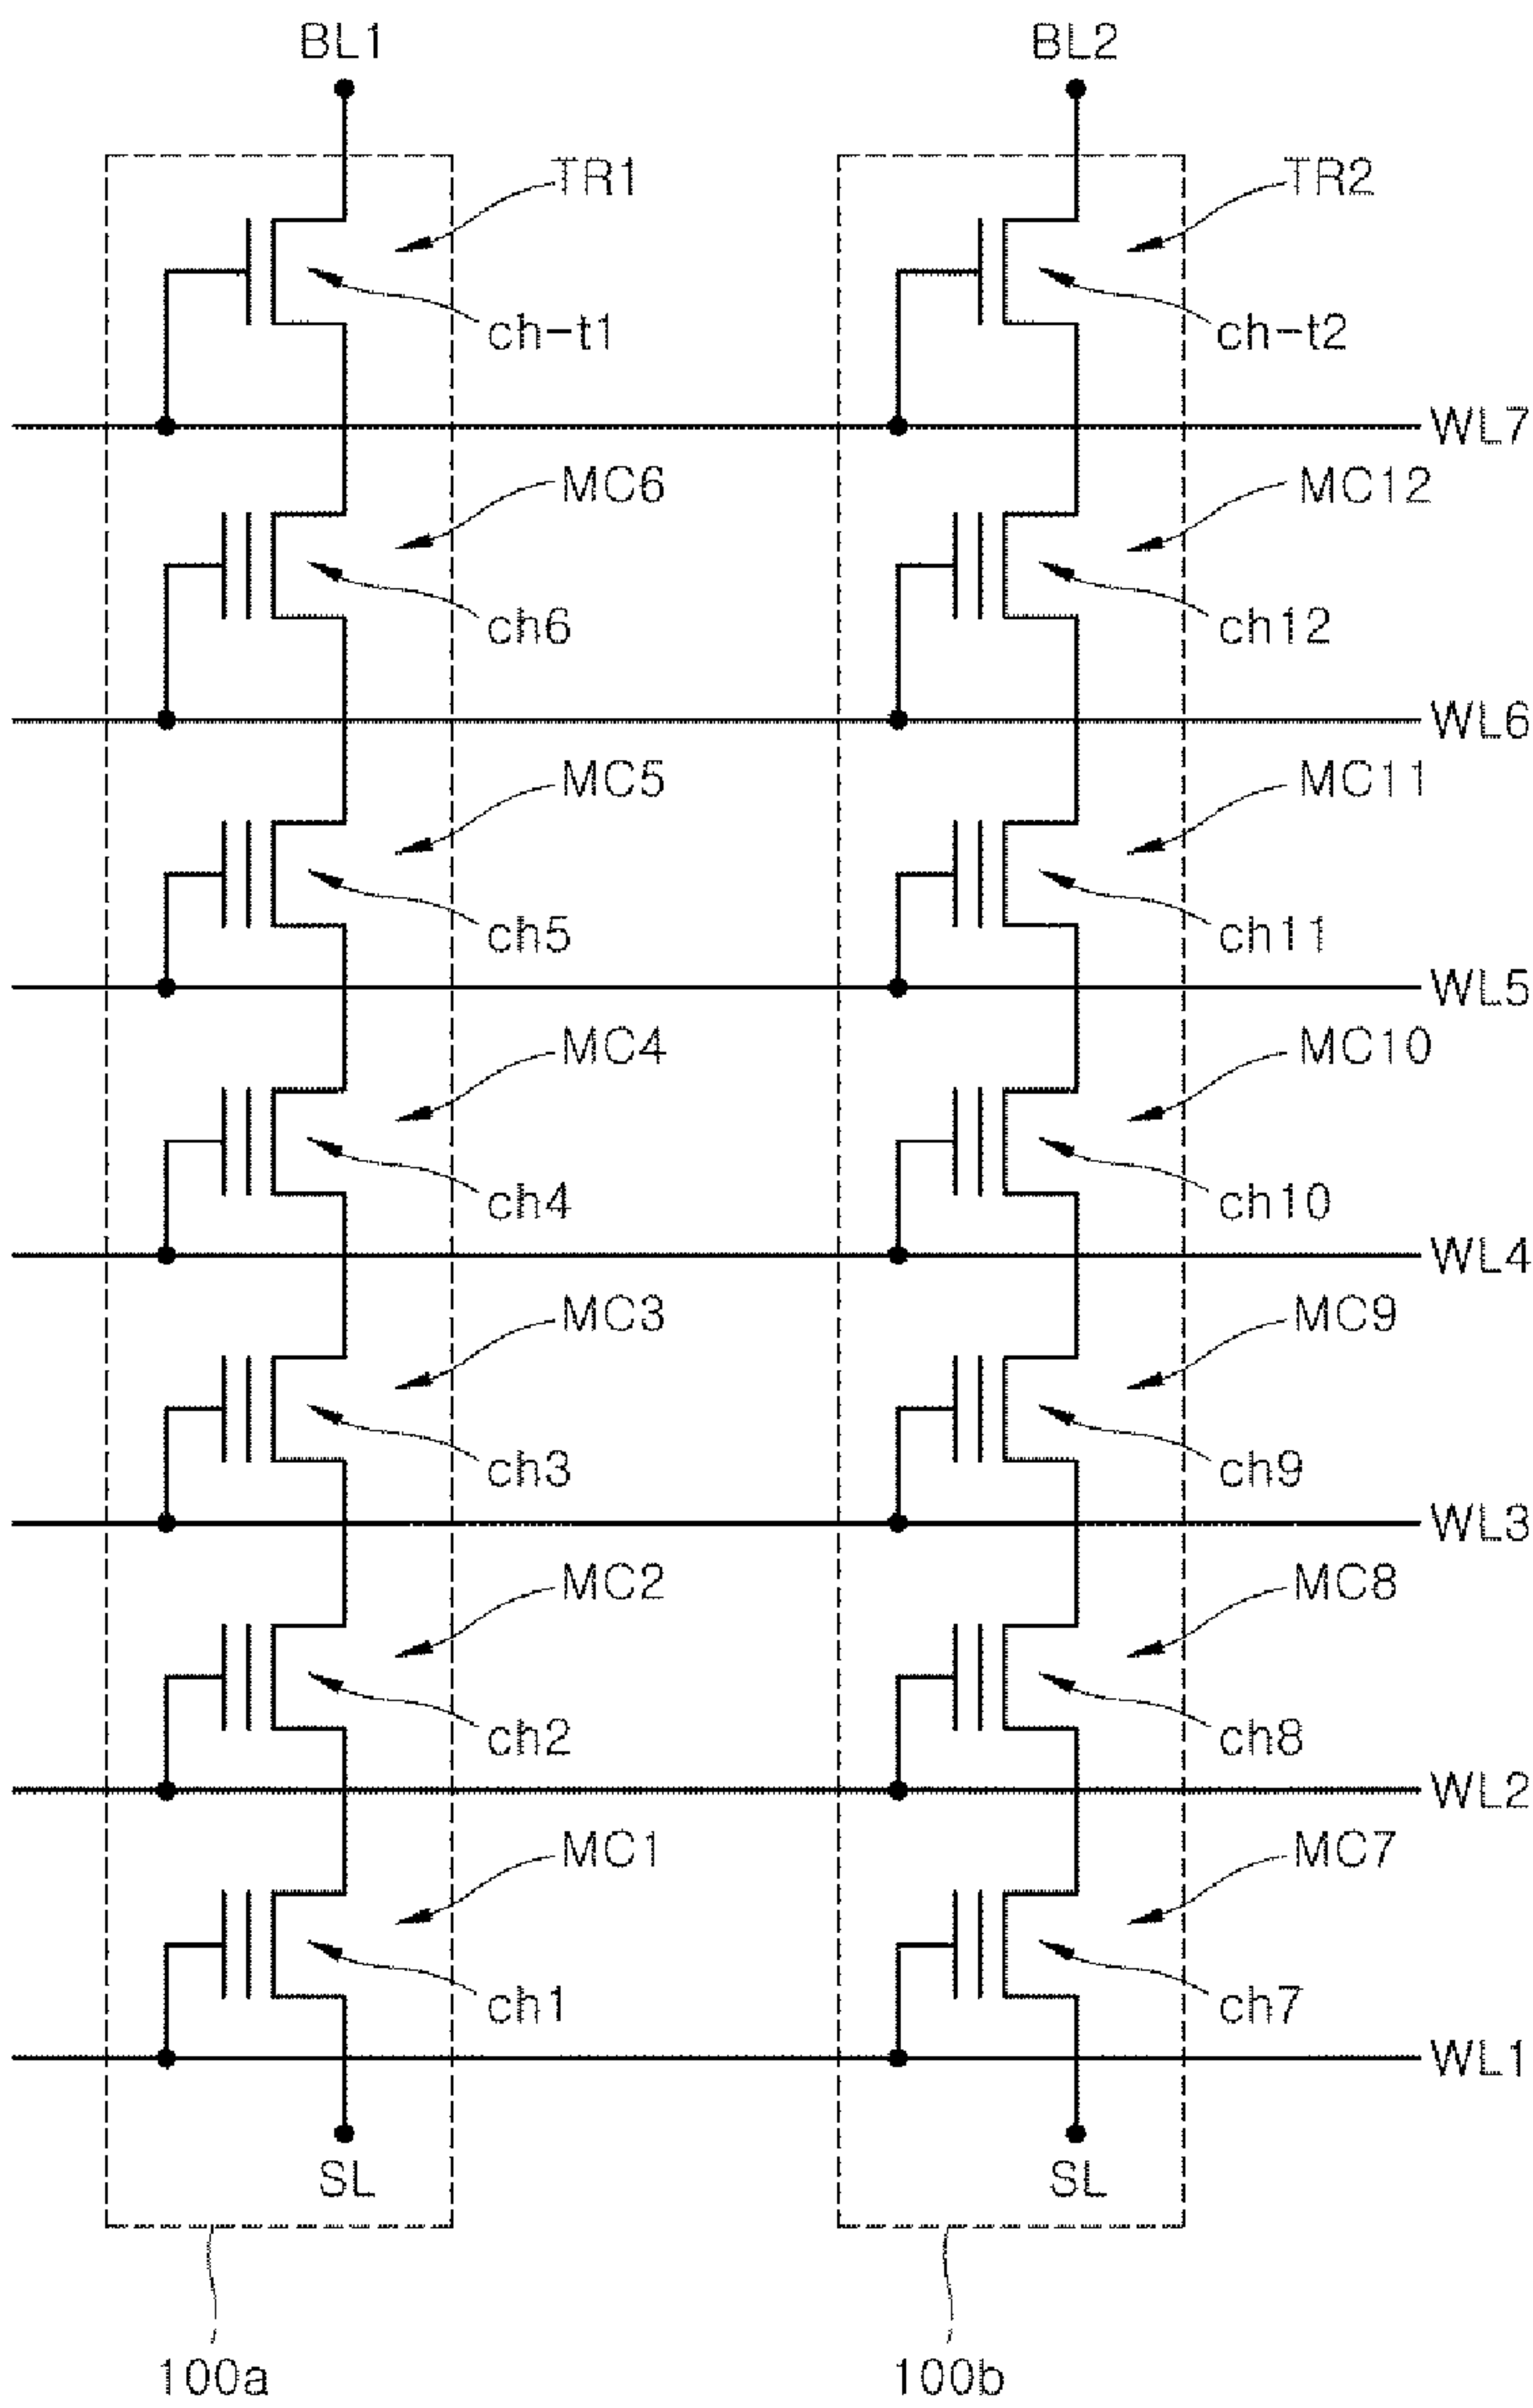 BL1 BL2
TR1 TR2
ch-t1 ch-t2
WL7
MC6 MC12
ch6 ch12
WL6
MC5 MC11
ch5 ch11
WL5
MC4 MC10
ch4 ch10
WL4
MC3 MC9
ch3 ch9
WL3
MC2 MC8
ch2 ch8
WL2
MC1 MC7
ch1 ch7
WL1
SL SL
100a 100b